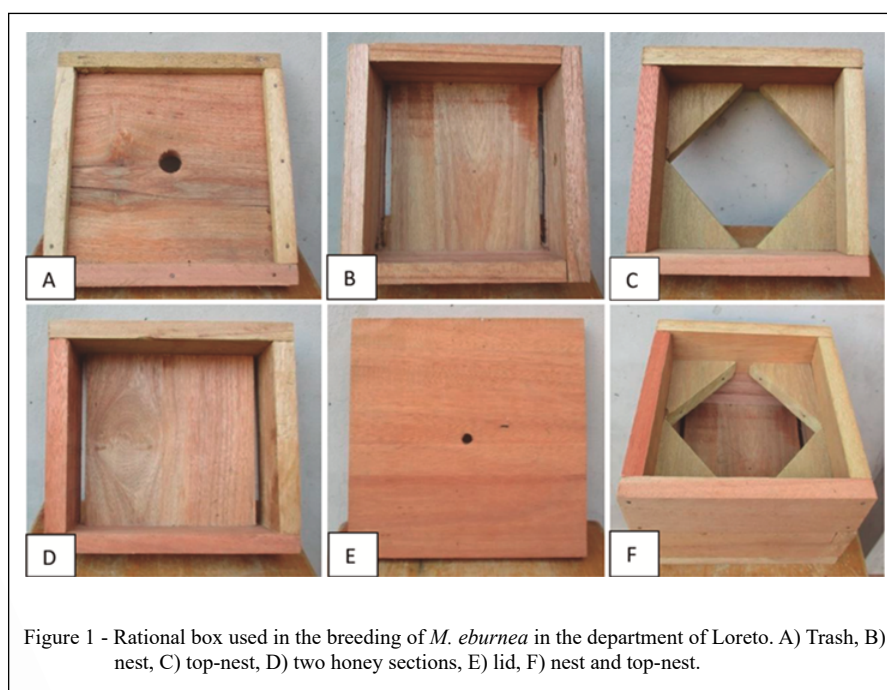 A
B
C
D
E
F
Figure 1 - Rational box used in the breeding of M. eburnea in the department of Loreto. A) Trash, B)
nest, C) top-nest, D) two honey sections, E) lid, F) nest and top-nest.